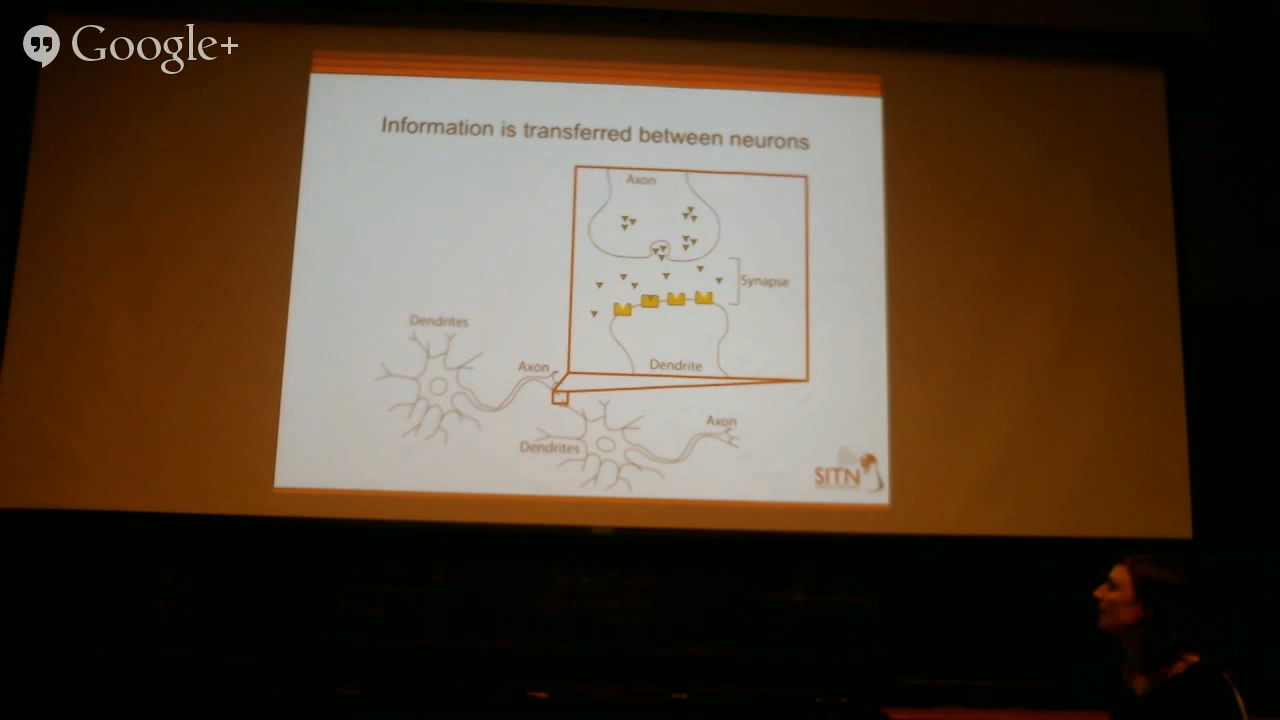 Google+
Information is transferred between neurons
Axon
Synapse
Dendrite
Dendrites
Axon
Axon
Dendrites
SITN